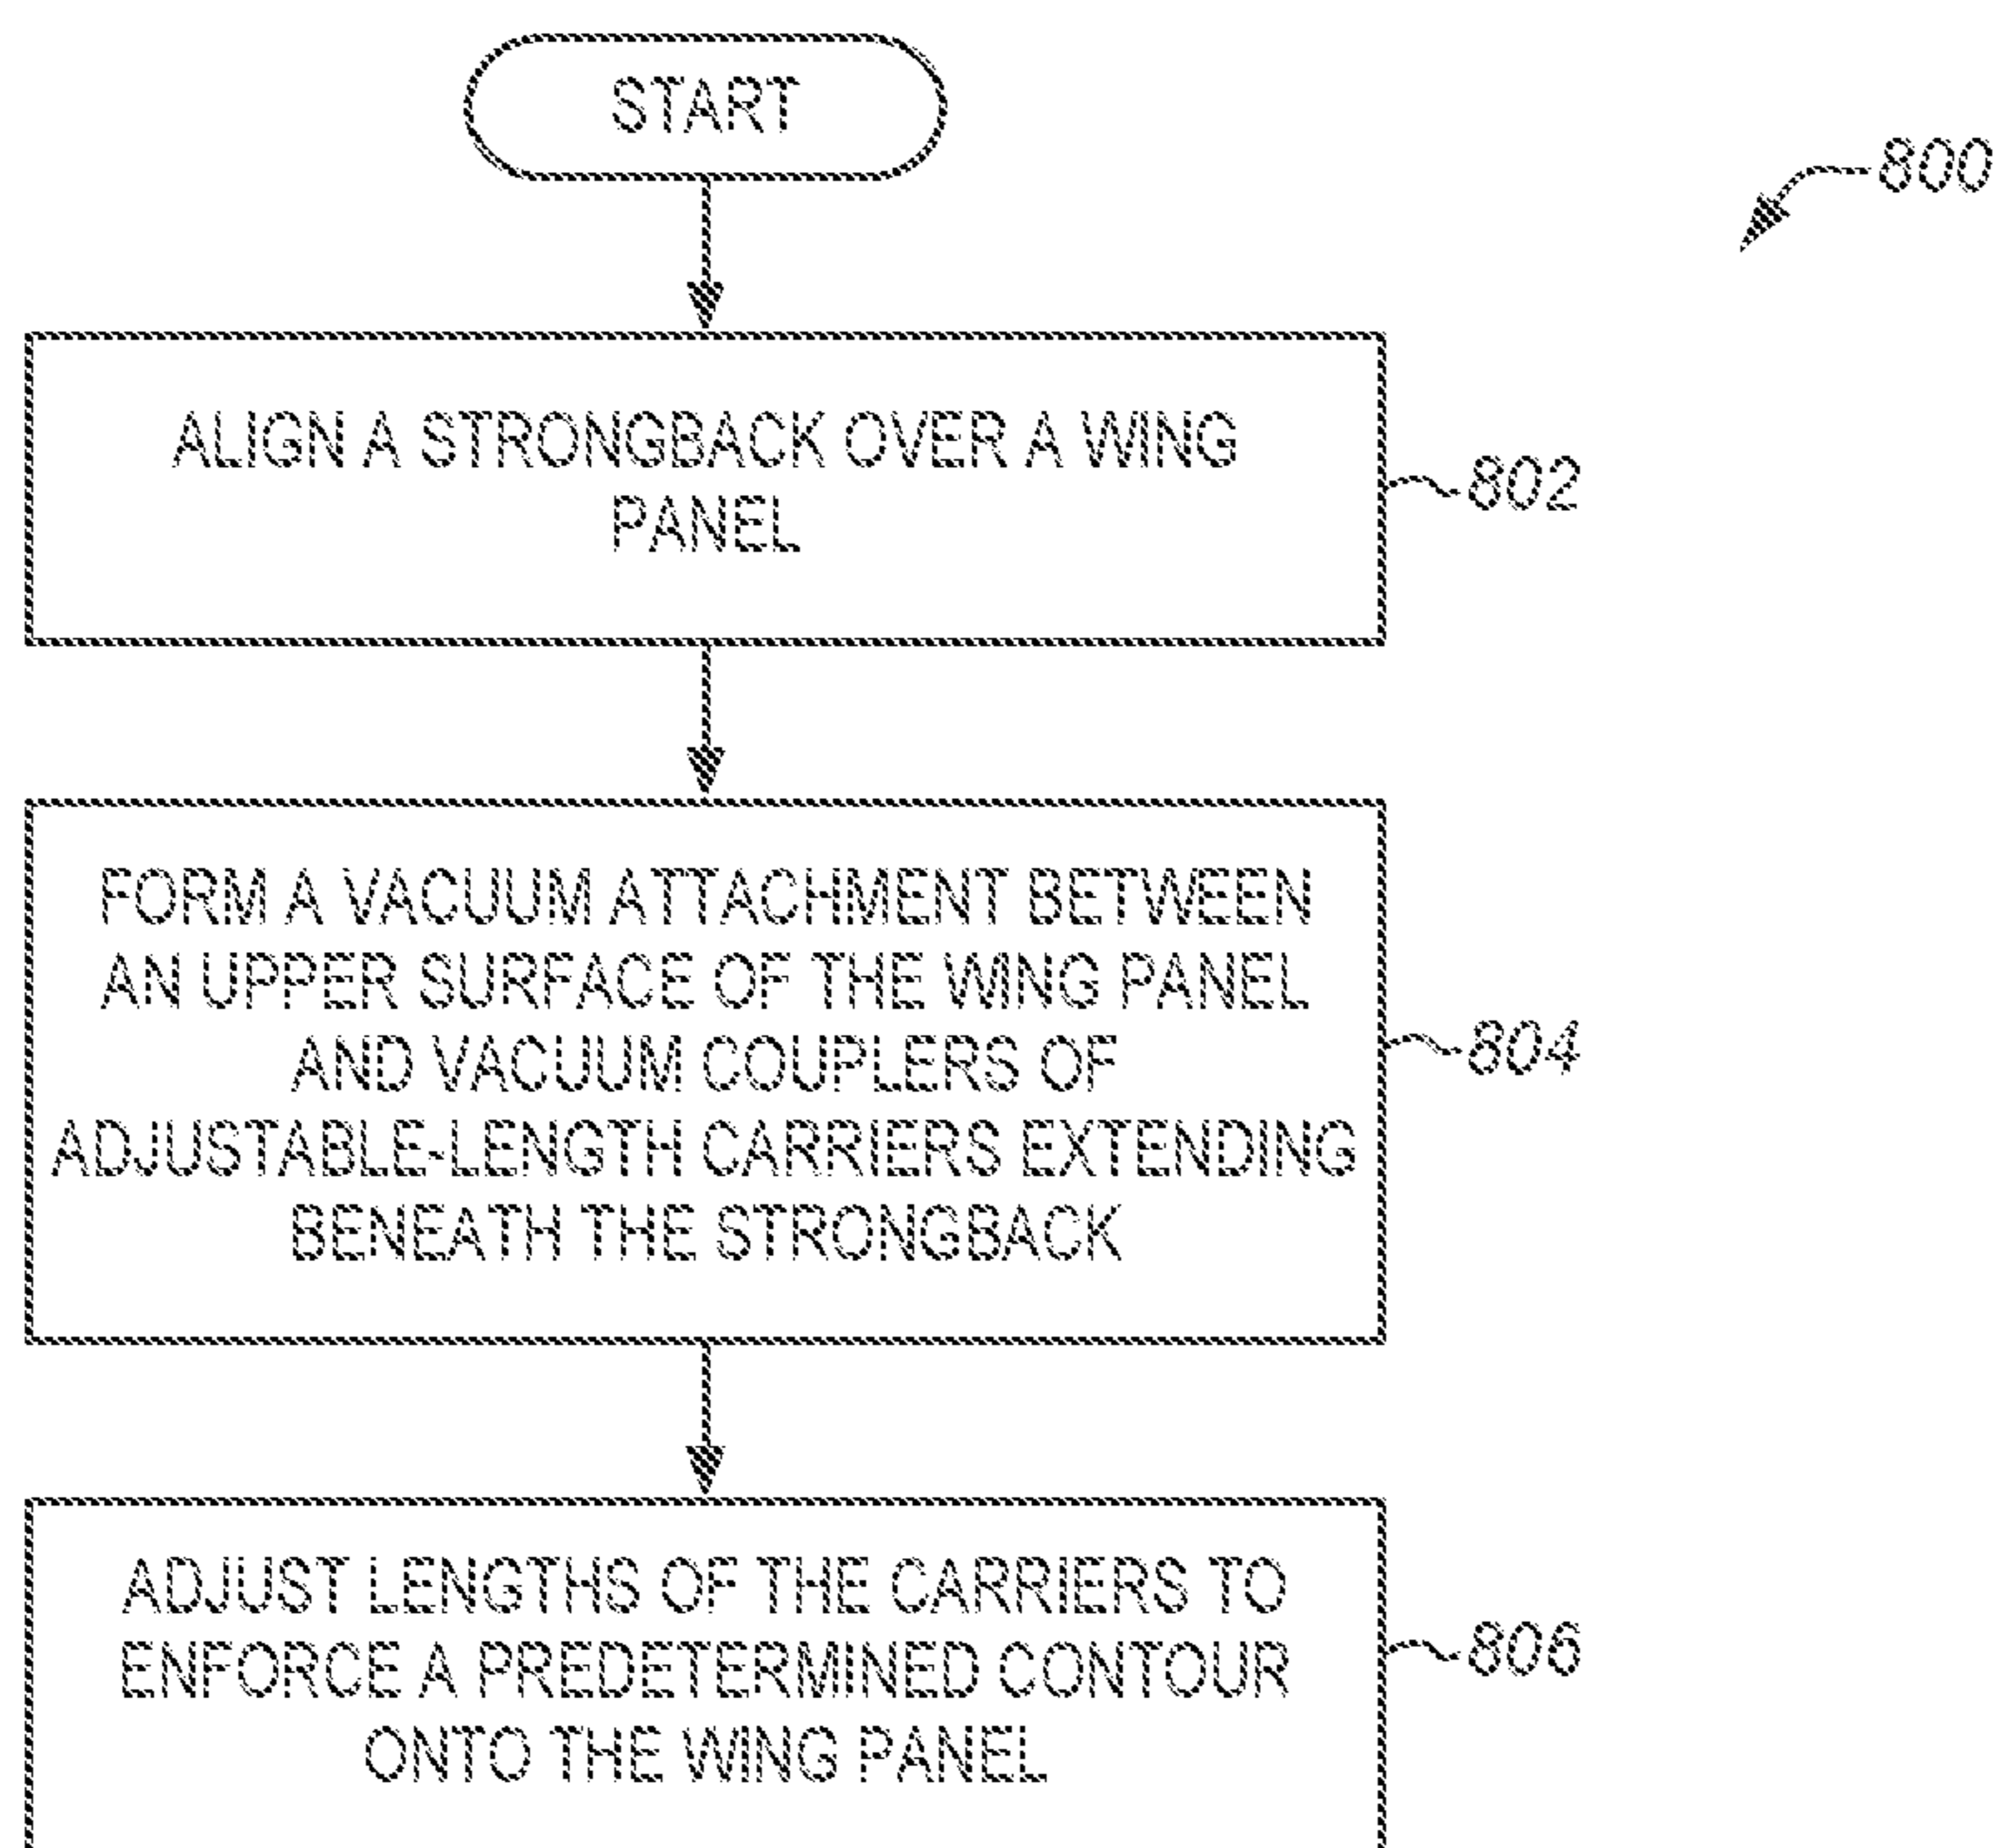 START
800
ALIGN A STRONGBACK OVER A WING
PANEL
802
FORM A VACUUM ATTACHMENT BETWEEN
AN UPPER SURFACE OF THE WING PANEL
AND VACUUM COUPLERS OF
ADJUSTABLE-LENGTH CARRIERS EXTENDING
BENEATH THE STRONGBACK
804
ADJUST LENGTHS OF THE CARRIERS TO
ENFORCE A PREDETERMINED CONTOUR
ONTO THE WING PANEL
806